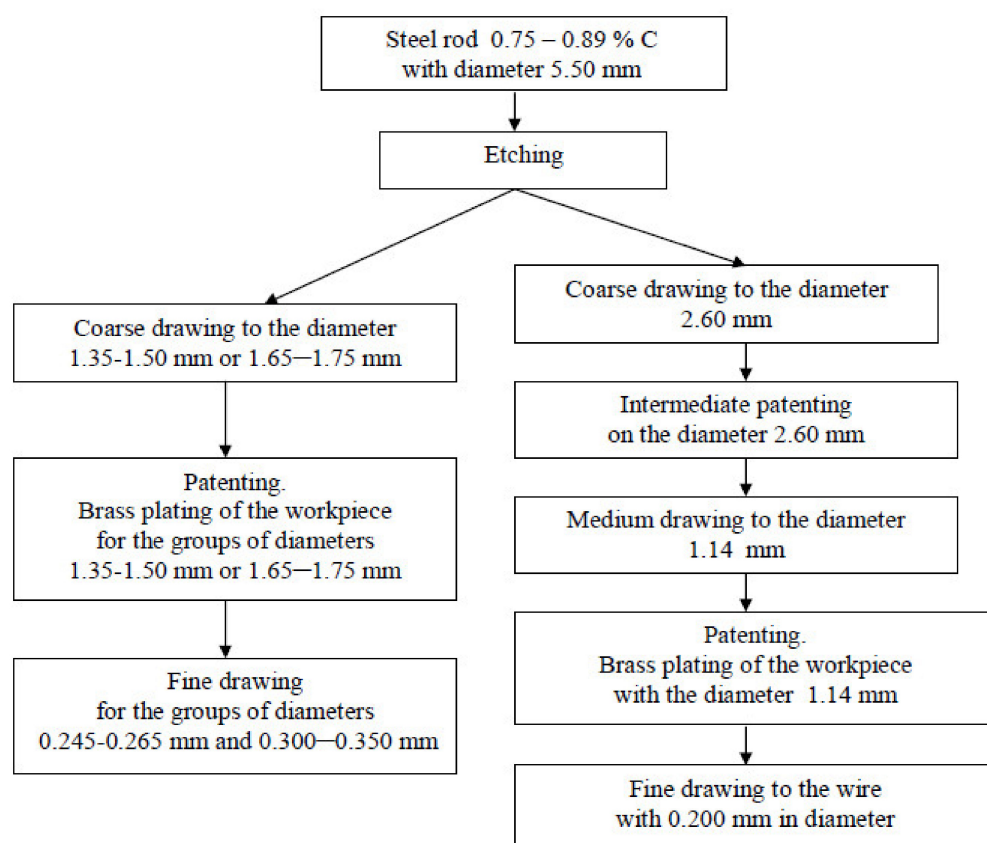 Steel rod  0.75 – 0.89 % C
with diameter 5.50 mm
Etching
Coarse drawing to the diameter
1.35-1.50 mm or 1.65—1.75 mm
Patenting.
Brass plating of the workpiece
for the groups of diameters
1.35-1.50 mm or 1.65—1.75 mm
Fine drawing
for the groups of diameters
0.245-0.265 mm and 0.300—0.350 mm
Coarse drawing to the diameter
2.60 mm
Intermediate patenting
on the diameter 2.60 mm
Medium drawing to the diameter
1.14  mm
Patenting.
Brass plating of the workpiece
with the diameter  1.14 mm
Fine drawing to the wire
with 0.200 mm in diameter